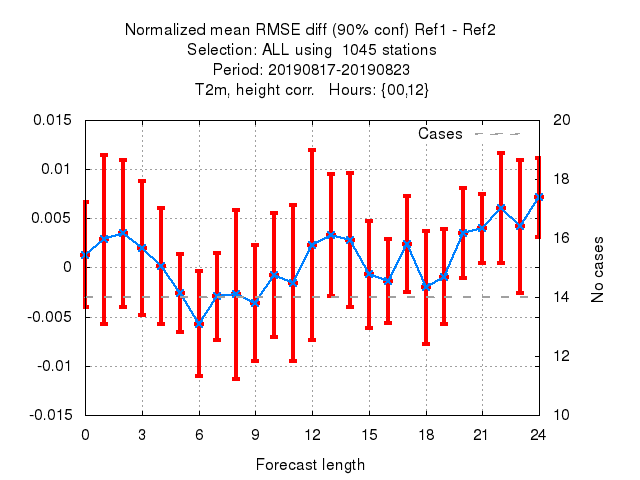 Normalized mean RMSE diff (90% conf) Ref1 - Ref2
Selection: ALL using  1045 stations
Period: 20190817-20190823
T2m, height corr.   Hours: {00,12}
Cases
0.015
0.01
0.005
0
-0.005
-0.01
-0.015
20
18
16
14
12
10
No cases
0 3 6 9 12 15 18 21 24
Forecast length